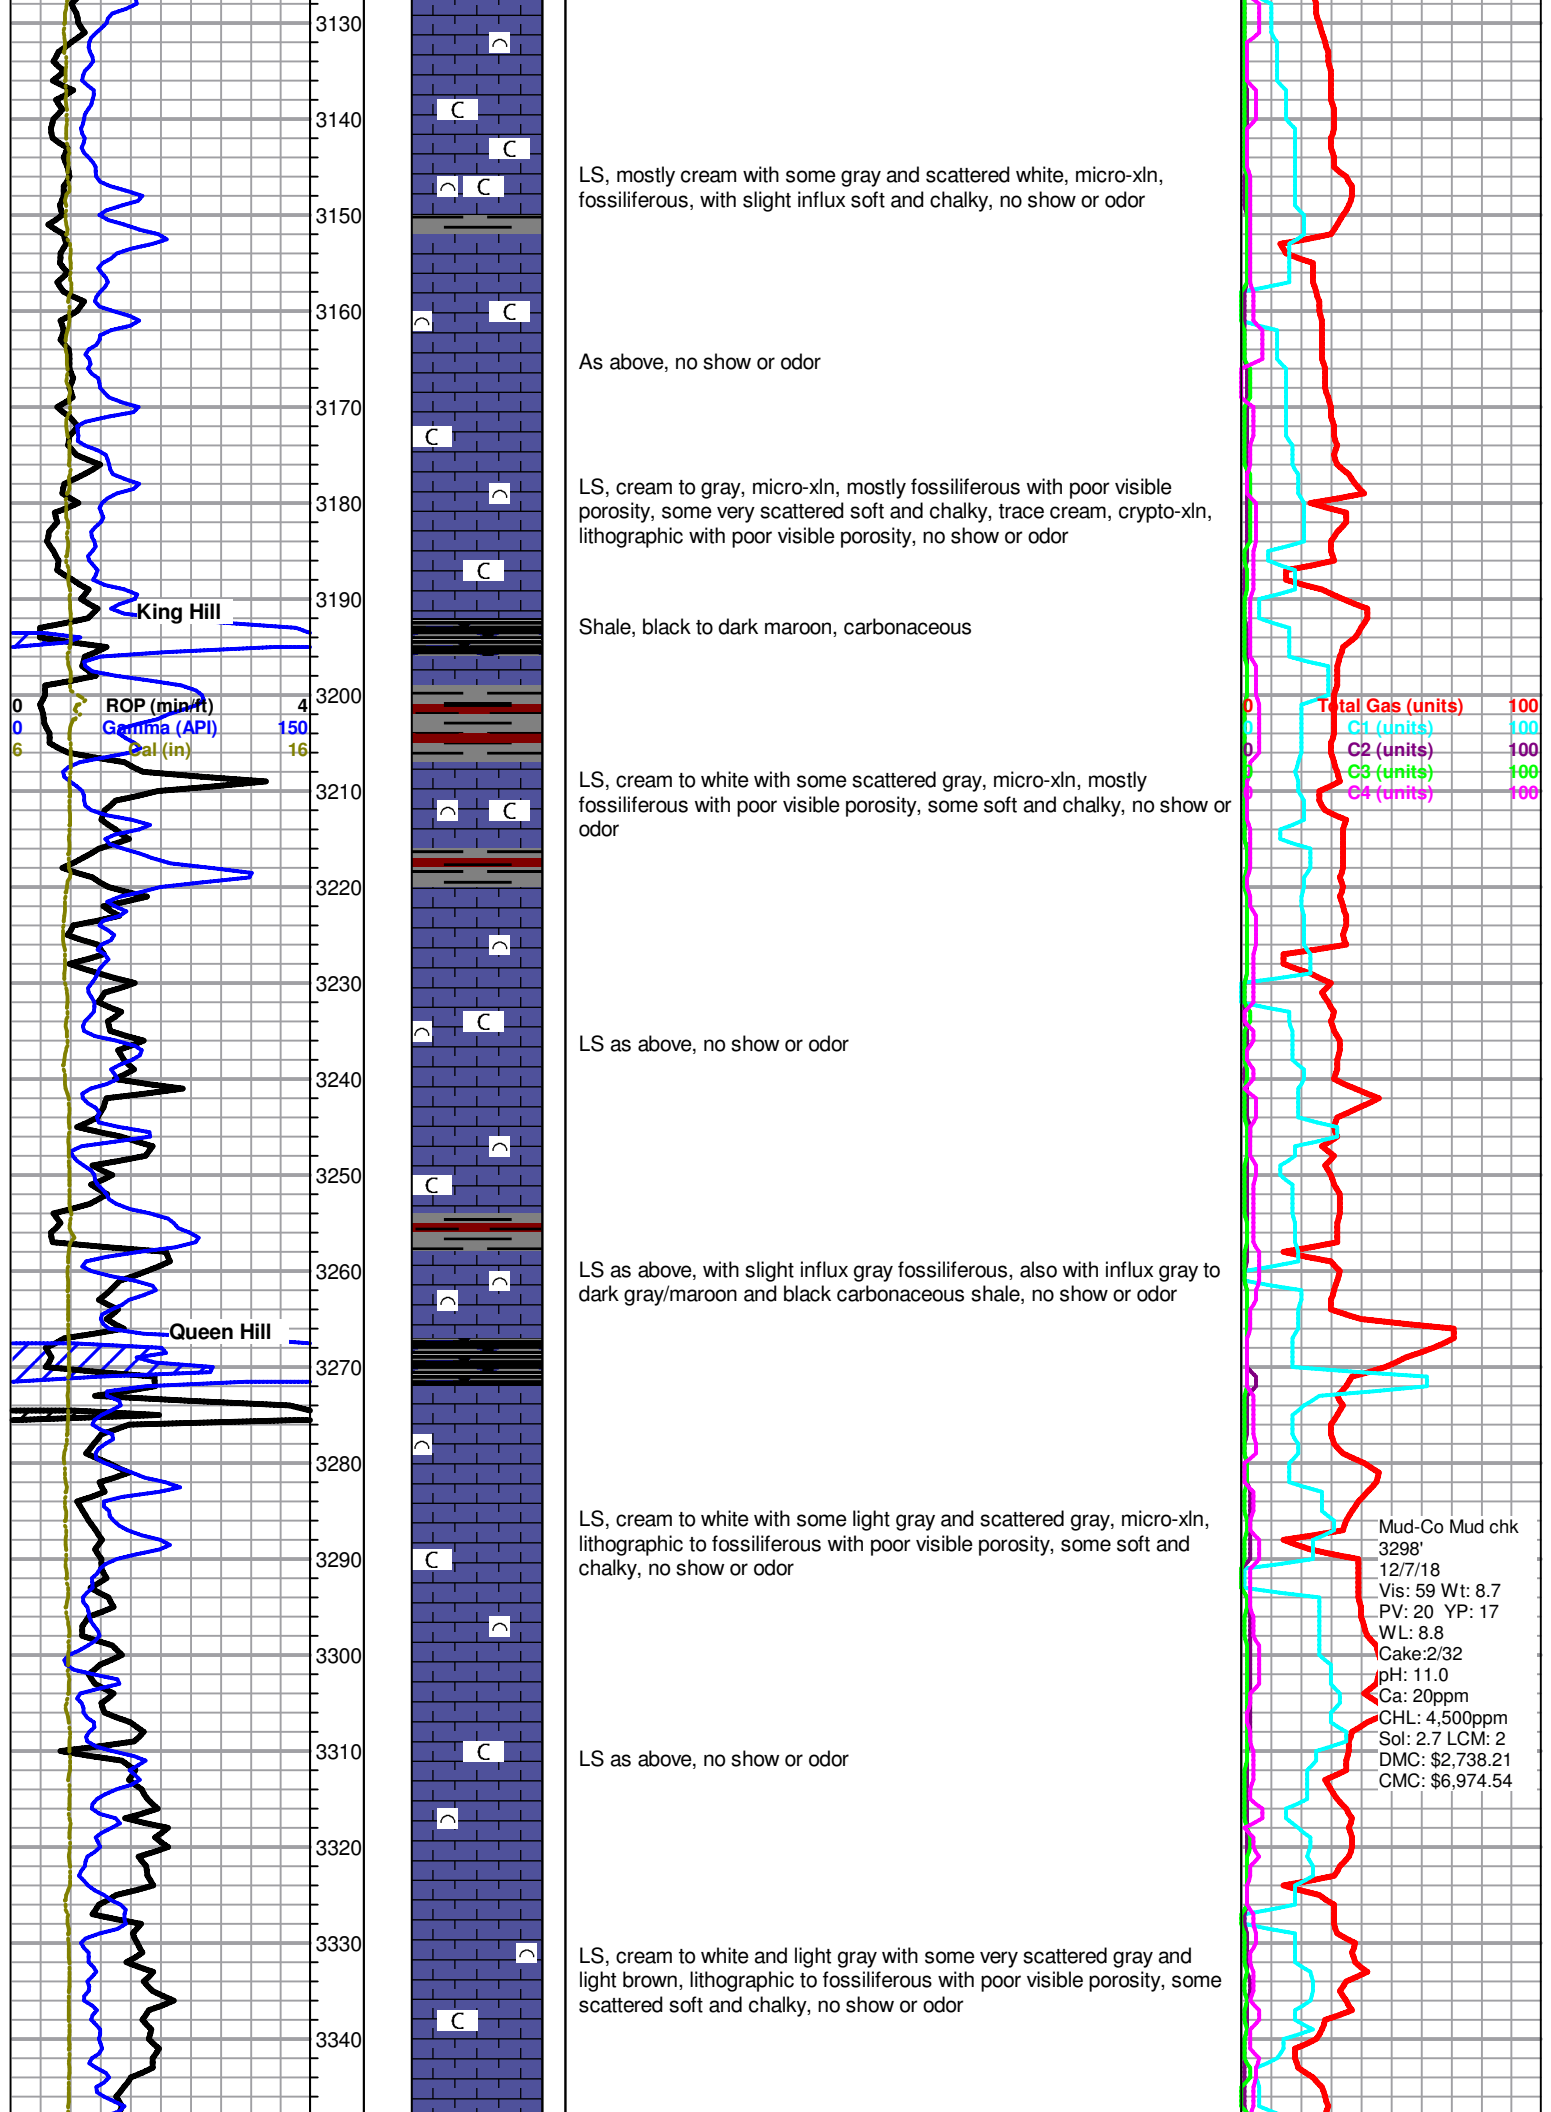 3130
C
3140
C
LS, mostly cream with some gray and scattered white, micro-xln,
C
fossiliferous, with slight influx soft and chalky, no show or odor
3150
3160
C
As above, no show or odor
3170
C
LS, cream to gray, micro-xln, mostly fossiliferous with poor visible
3180
porosity, some very scattered soft and chalky, trace cream, crypto-xln,
lithographic with poor visible porosity, no show or odor
C
3190
King Hill
Shale, black to dark maroon, carbonaceous
3200
0 ROP (min/ft) 4
0 Gamma (API) 150
6 Cal (in) 16
0 Total Gas (units) 100
0 C1 (units) 100
0 C2 (units) 100
0 C3 (units) 100
0 C4 (units) 100
3210
LS, cream to white with some scattered gray, micro-xln, mostly
C
fossiliferous with poor visible porosity, some soft and chalky, no show or
odor
3220
3230
C
LS as above, no show or odor
3240
3250
C
3260
LS as above, with slight influx gray fossiliferous, also with influx gray to
dark gray/maroon and black carbonaceous shale, no show or odor
Queen Hill
3270
3280
LS, cream to white with some light gray and scattered gray, micro-xln,
lithographic to fossiliferous with poor visible porosity, some soft and
chalky, no show or odor
3290
C
Mud-Co Mud chk
3298'
12/7/18
Vis: 59 Wt: 8.7
PV: 20 YP: 17
WL: 8.8
Cake:2/32
pH: 11.0
Ca: 20ppm
CHL: 4,500ppm
Sol: 2.7 LCM: 2
DMC: $2,738.21
CMC: $6,974.54
3300
3310
C
LS as above, no show or odor
3320
3330
LS, cream to white and light gray with some very scattered gray and
light brown, lithographic to fossiliferous with poor visible porosity, some
scattered soft and chalky, no show or odor
C
3340